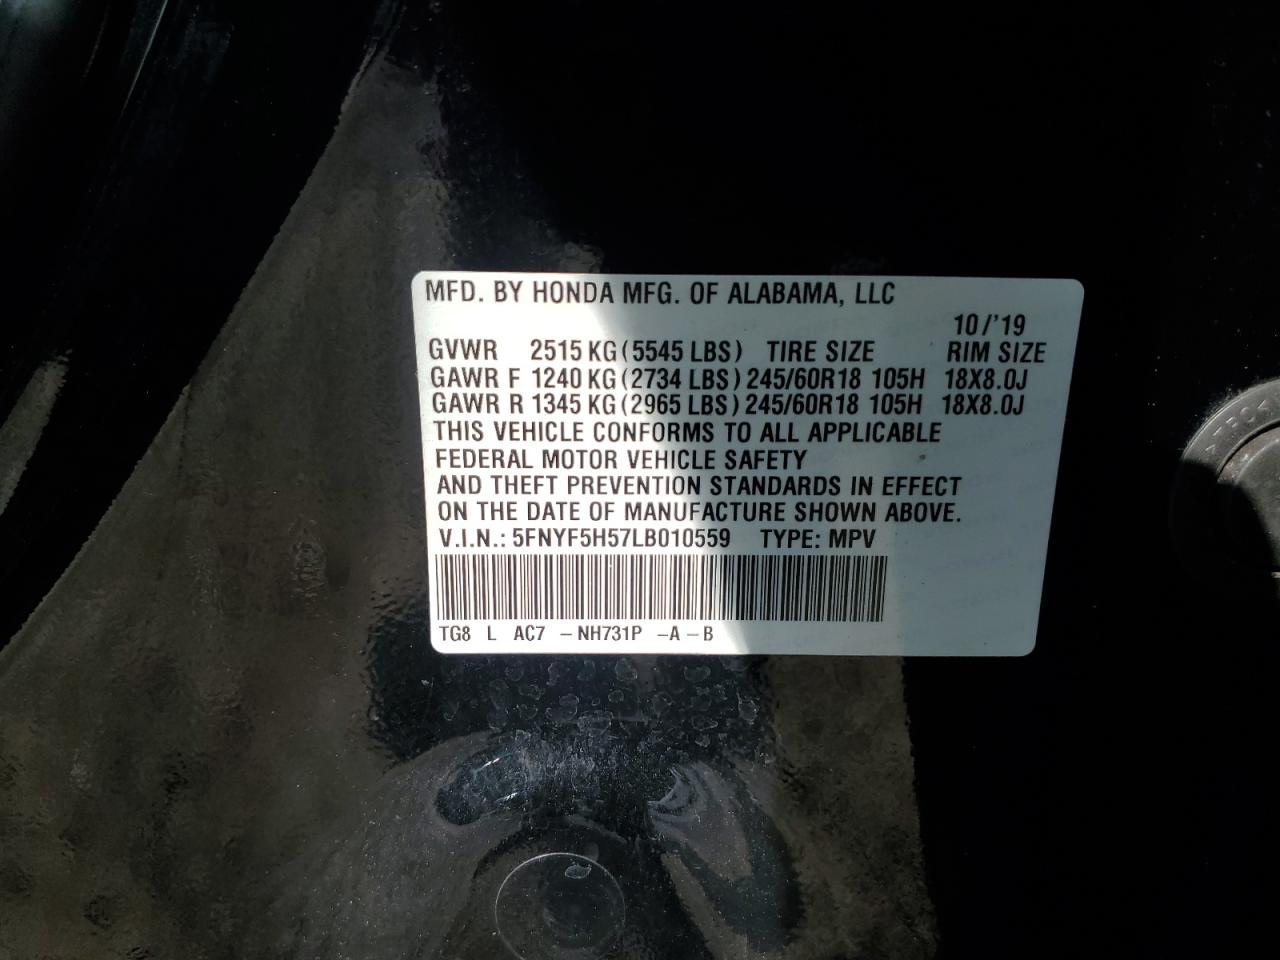 MFD. BY HONDA MFG. OF ALABAMA, LLC
10/'19
GVWR 2515 KG (5545 LBS) TIRE SIZE RIM SIZE
GAWR F 1240 KG (2734 LBS) 245/60R18 105H 18X8.0J
GAWR R 1345 KG (2965 LBS) 245/60R18 105H 18X8.0J
THIS VEHICLE CONFORMS TO ALL APPLICABLE
FEDERAL MOTOR VEHICLE SAFETY
AND THEFT PREVENTION STANDARDS IN EFFECT
ON THE DATE OF MANUFACTURE SHOWN ABOVE.
V.I.N.: 5FNYF5H57LB010559 TYPE: MPV
TG8 L AC7 -NH731P -A-B